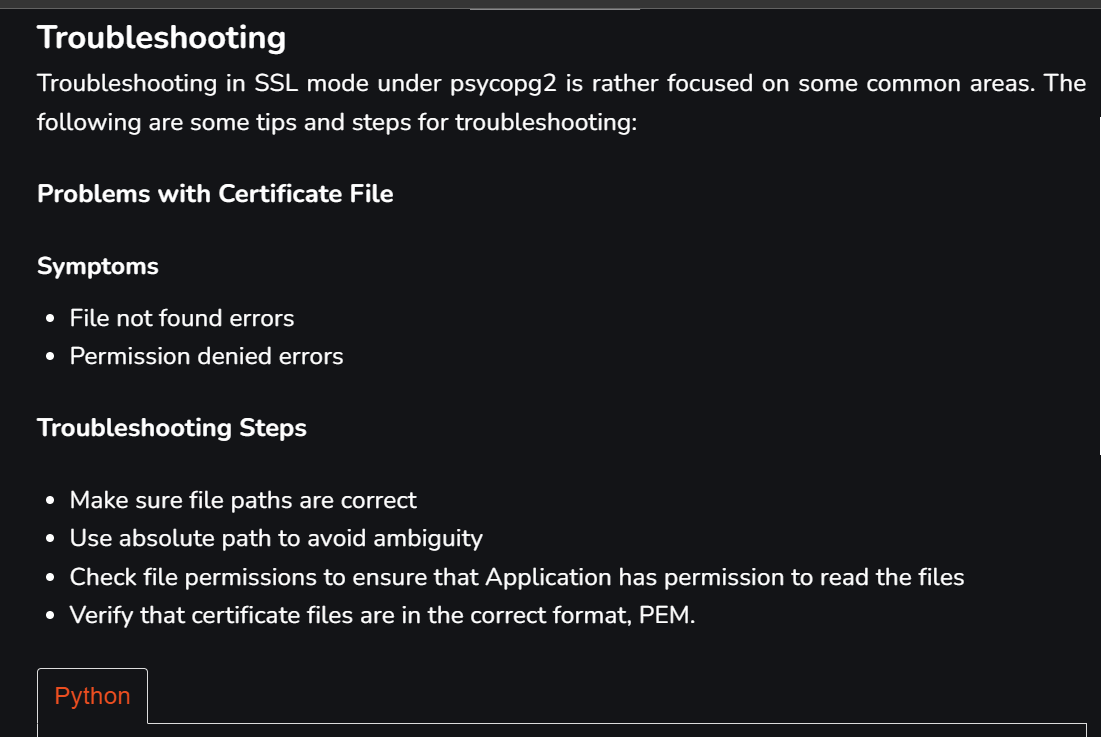 Troubleshooting
Troubleshooting in SSL mode under psycopg2 is rather focused on some common areas. The
following are some tips and steps for troubleshooting:
Problems with Certificate File
Symptoms
• File not found errors
• Permission denied errors
Troubleshooting Steps
• Make sure file paths are correct
• Use absolute path to avoid ambiguity
• Check file permissions to ensure that Application has permission to read the files
• Verify that certificate files are in the correct format, PEM.
Python